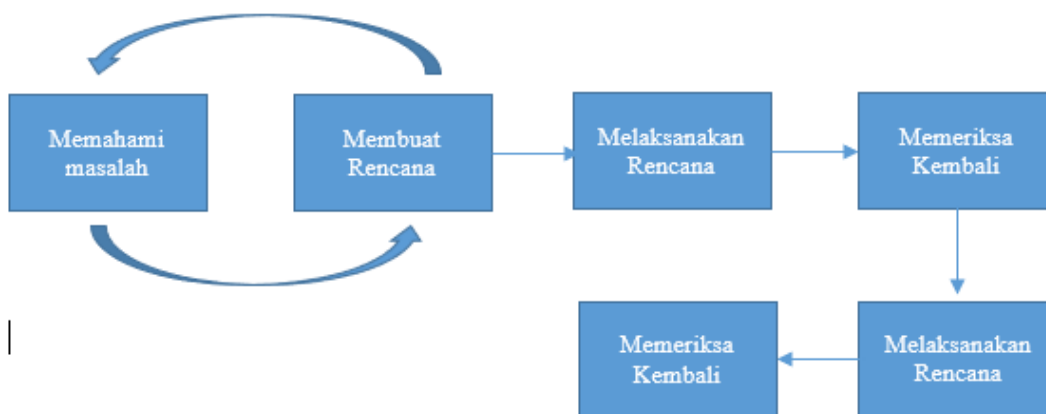 Memahami
masalah
Membuat
Rencana
Melaksanakan
Rencana
Memeriksa
Kembali
Memeriksa
Kembali
Melaksanakan
Rencana